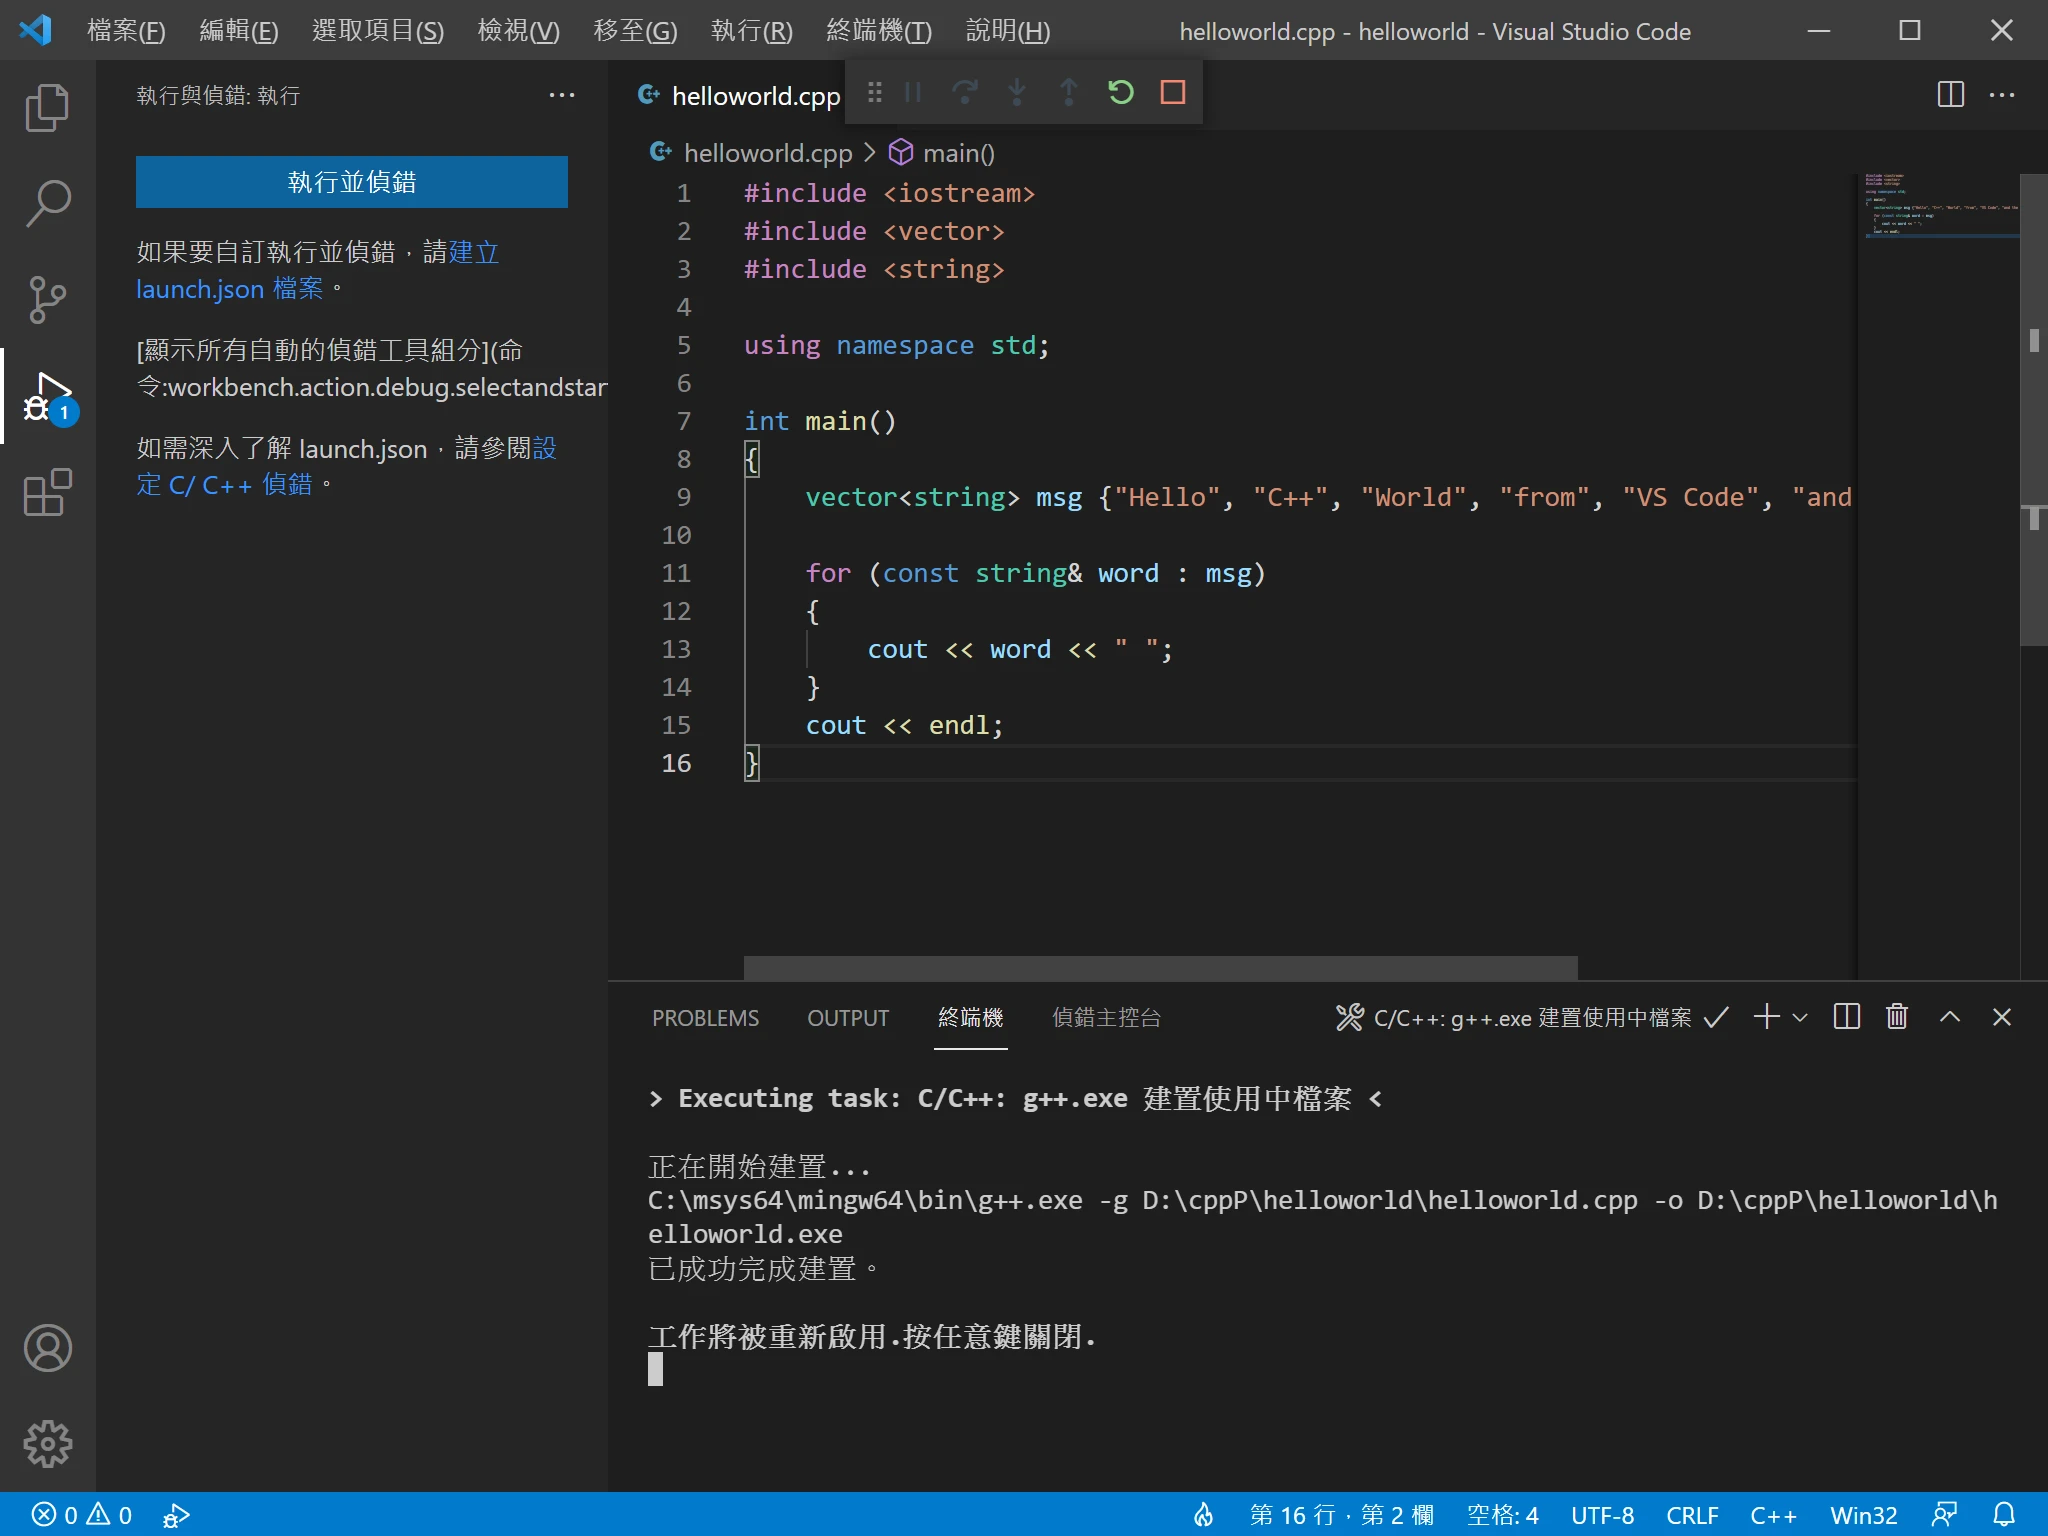 檔案(F) 編輯(E) 選取項目(S) 檢視(V) 移至(G) 執行(R) 終端機(T) 說明(H) helloworld.cpp - helloworld - Visual Studio Code
執行與偵錯: 執行
執行並偵錯
如果要自訂執行並偵錯，請建立
launch.json 檔案。
[顯示所有自動的偵錯工具組分](命
令:workbench.action.debug.selectandstar
如需深入了解 launch.json，請參閱設
定 C/ C++ 偵錯。
1
helloworld.cpp
helloworld.cpp > main()
1 #include <iostream>
2 #include <vector>
3 #include <string>
4
5 using namespace std;
6
7 int main()
8 {
9 vector<string> msg {"Hello", "C++", "World", "from", "VS Code", "and
10
11 for (const string& word : msg)
12 {
13 cout << word << " ";
14 }
15 cout << endl;
16 }
PROBLEMS OUTPUT 終端機 偵錯主控台 C/C++: g++.exe 建置使用中檔案
> Executing task: C/C++: g++.exe 建置使用中檔案 <
正在開始建置...
C:\msys64\mingw64\bin\g++.exe -g D:\cppP\helloworld\helloworld.cpp -o D:\cppP\helloworld\h
elloworld.exe
已成功完成建置。
工作將被重新啟用.按任意鍵關閉.
0 0 第 16 行，第 2 欄 空格: 4 UTF-8 CRLF C++ Win32